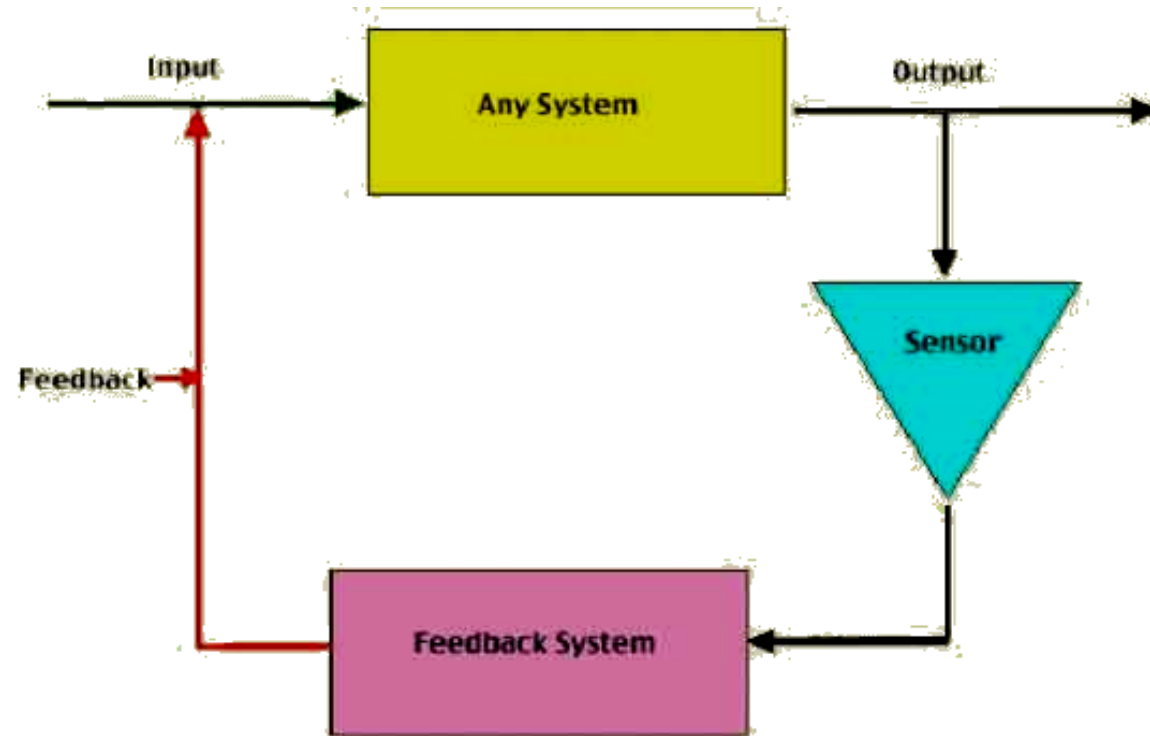 Input
Any System
Output
Sensor
Feedback
Feedback System